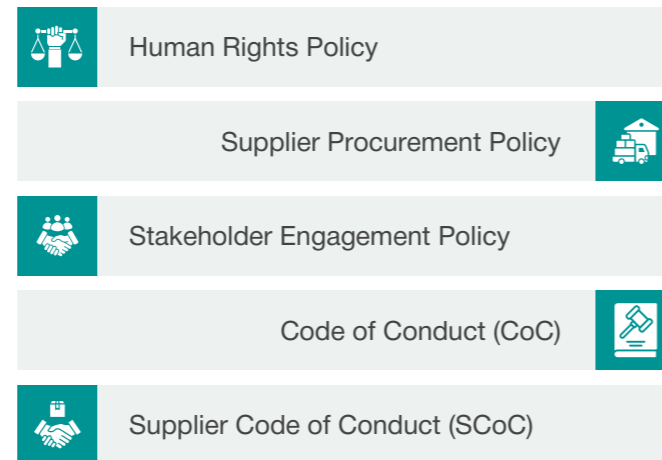 Human Rights Policy
Supplier Procurement Policy
Stakeholder Engagement Policy
Code of Conduct (CoC)
Supplier Code of Conduct (SCoC)